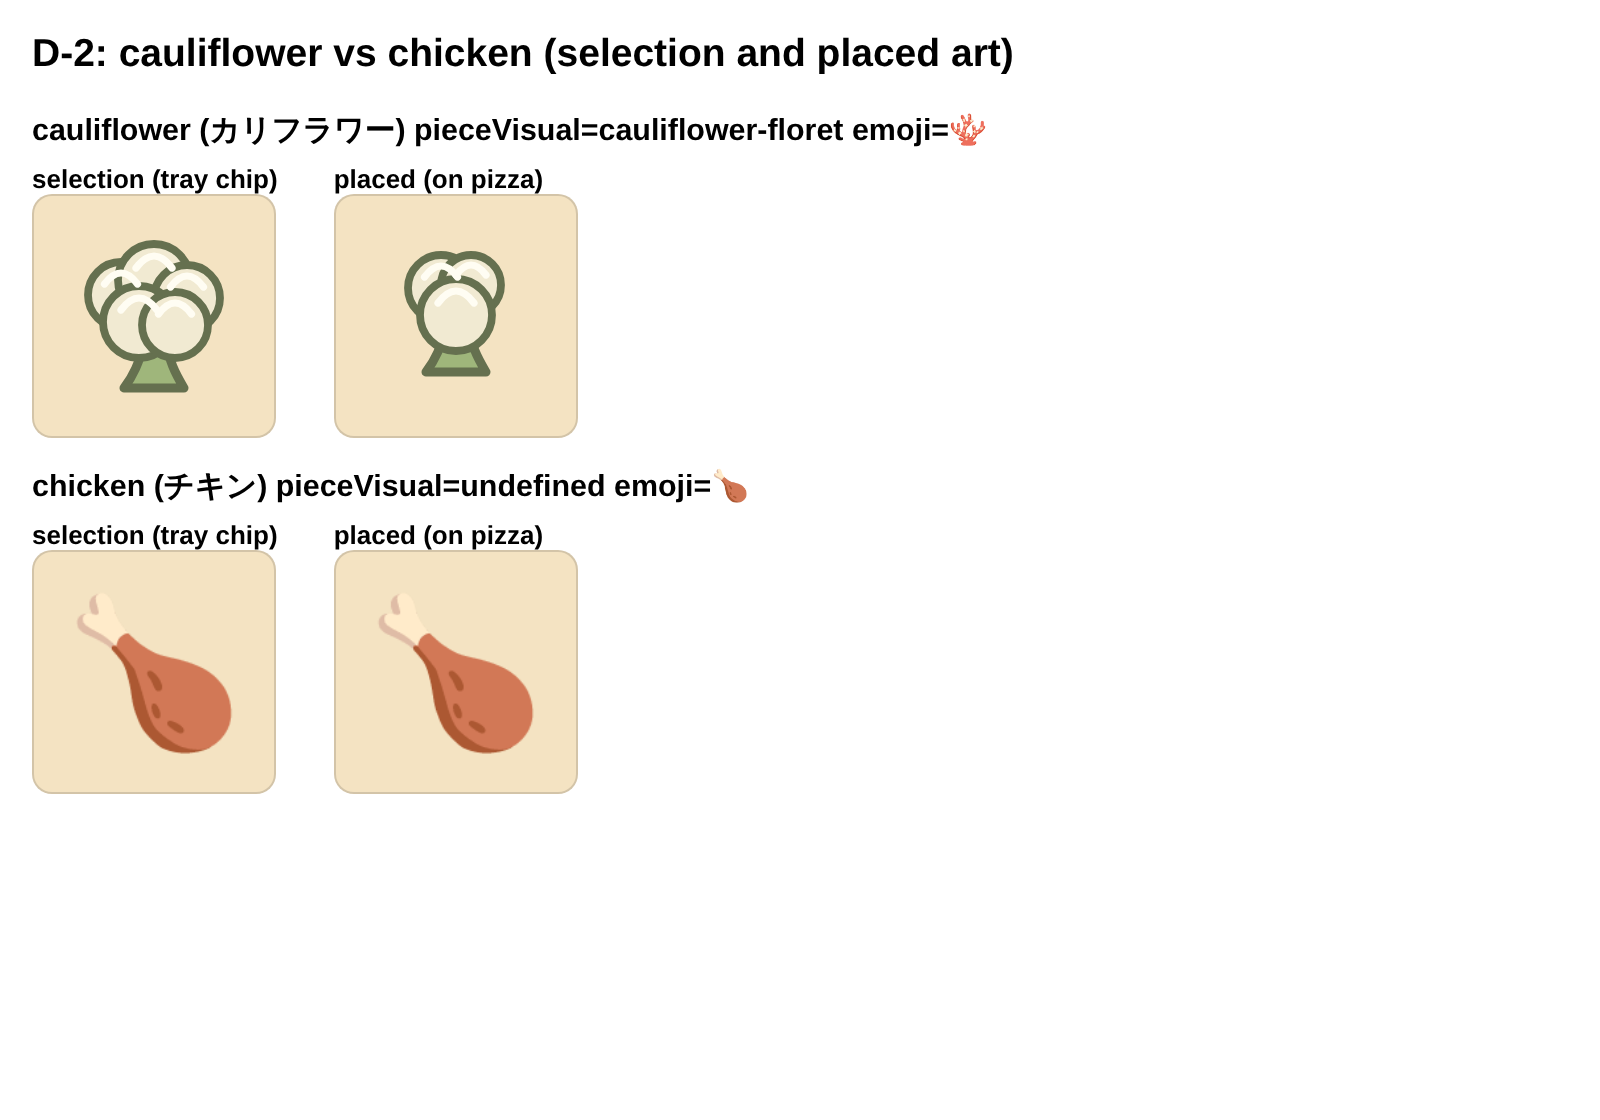 D-2: cauliflower vs chicken (selection and placed art)
cauliflower (カリフラワー) pieceVisual=cauliflower-floret emoji=🪸
selection (tray chip) placed (on pizza)
chicken (チキン) pieceVisual=undefined emoji=🍗
selection (tray chip) placed (on pizza)